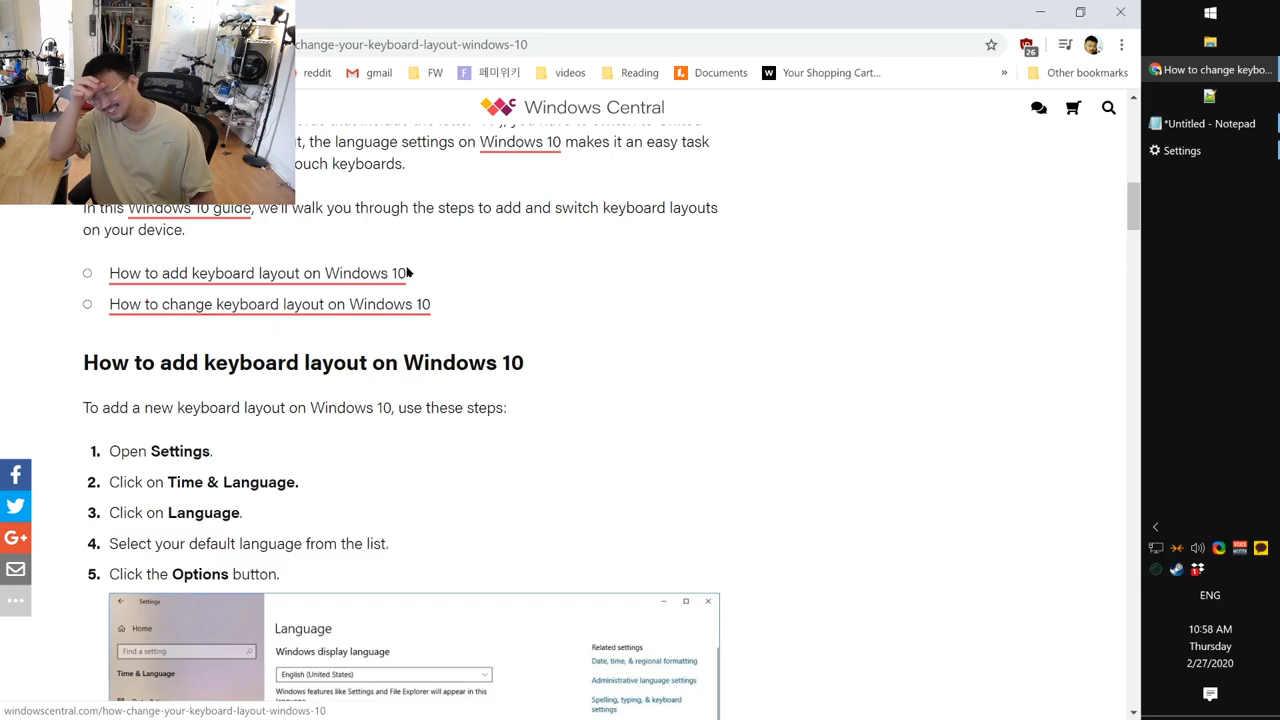 change-your-keyboard-layout-windows-10
26
reddit
gmail
FW
페미위키
videos
Reading
Documents
Your Shopping Cart...
»
Other bookmarks
Windows Central
t, the language settings on Windows 10 makes it an easy task
ouch keyboards.
In this Windows 10 guide, we'll walk you through the steps to add and switch keyboard layouts
on your device.
How to add keyboard layout on Windows 10
How to change keyboard layout on Windows 10
How to add keyboard layout on Windows 10
To add a new keyboard layout on Windows 10, use these steps:
1. Open Settings.
2. Click on Time & Language.
3. Click on Language.
4. Select your default language from the list.
5. Click the Options button.
Settings
Home
Find a setting
Time & Language
Language
Windows display language
English (United States)
Windows features like Settings and File Explorer will appear in this
Related settings
Date, time, & regional formatting
Administrative language settings
Spelling, typing, & keyboard
settings
windowscentral.com/how-change-your-keyboard-layout-windows-10
How to change keybo...
*Untitled - Notepad
Settings
ENG
10:58 AM
Thursday
2/27/2020